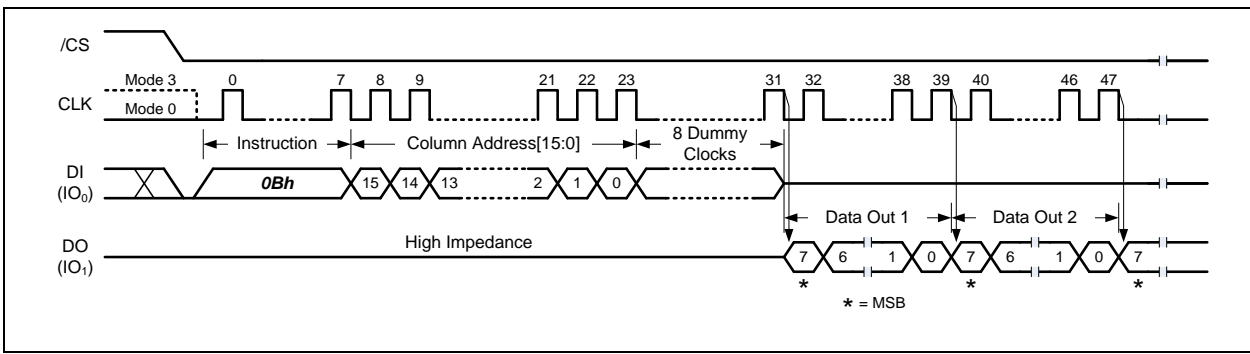 /CS
Mode 3 0 7 8 9 21 22 23 31 32 38 39 40 46 47
CLK
Mode 0
Instruction Column Address[15:0] 8 Dummy
Clocks
DI
(IO₀)
0Bh 15 14 13 2 1 0
Data Out 1 Data Out 2
DO
(IO₁)
High Impedance
7 6 1 0 7 6 1 0 7
* * *
* = MSB